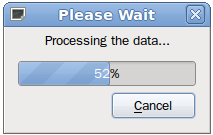 Please Wait
Processing the data...
52%
Cancel